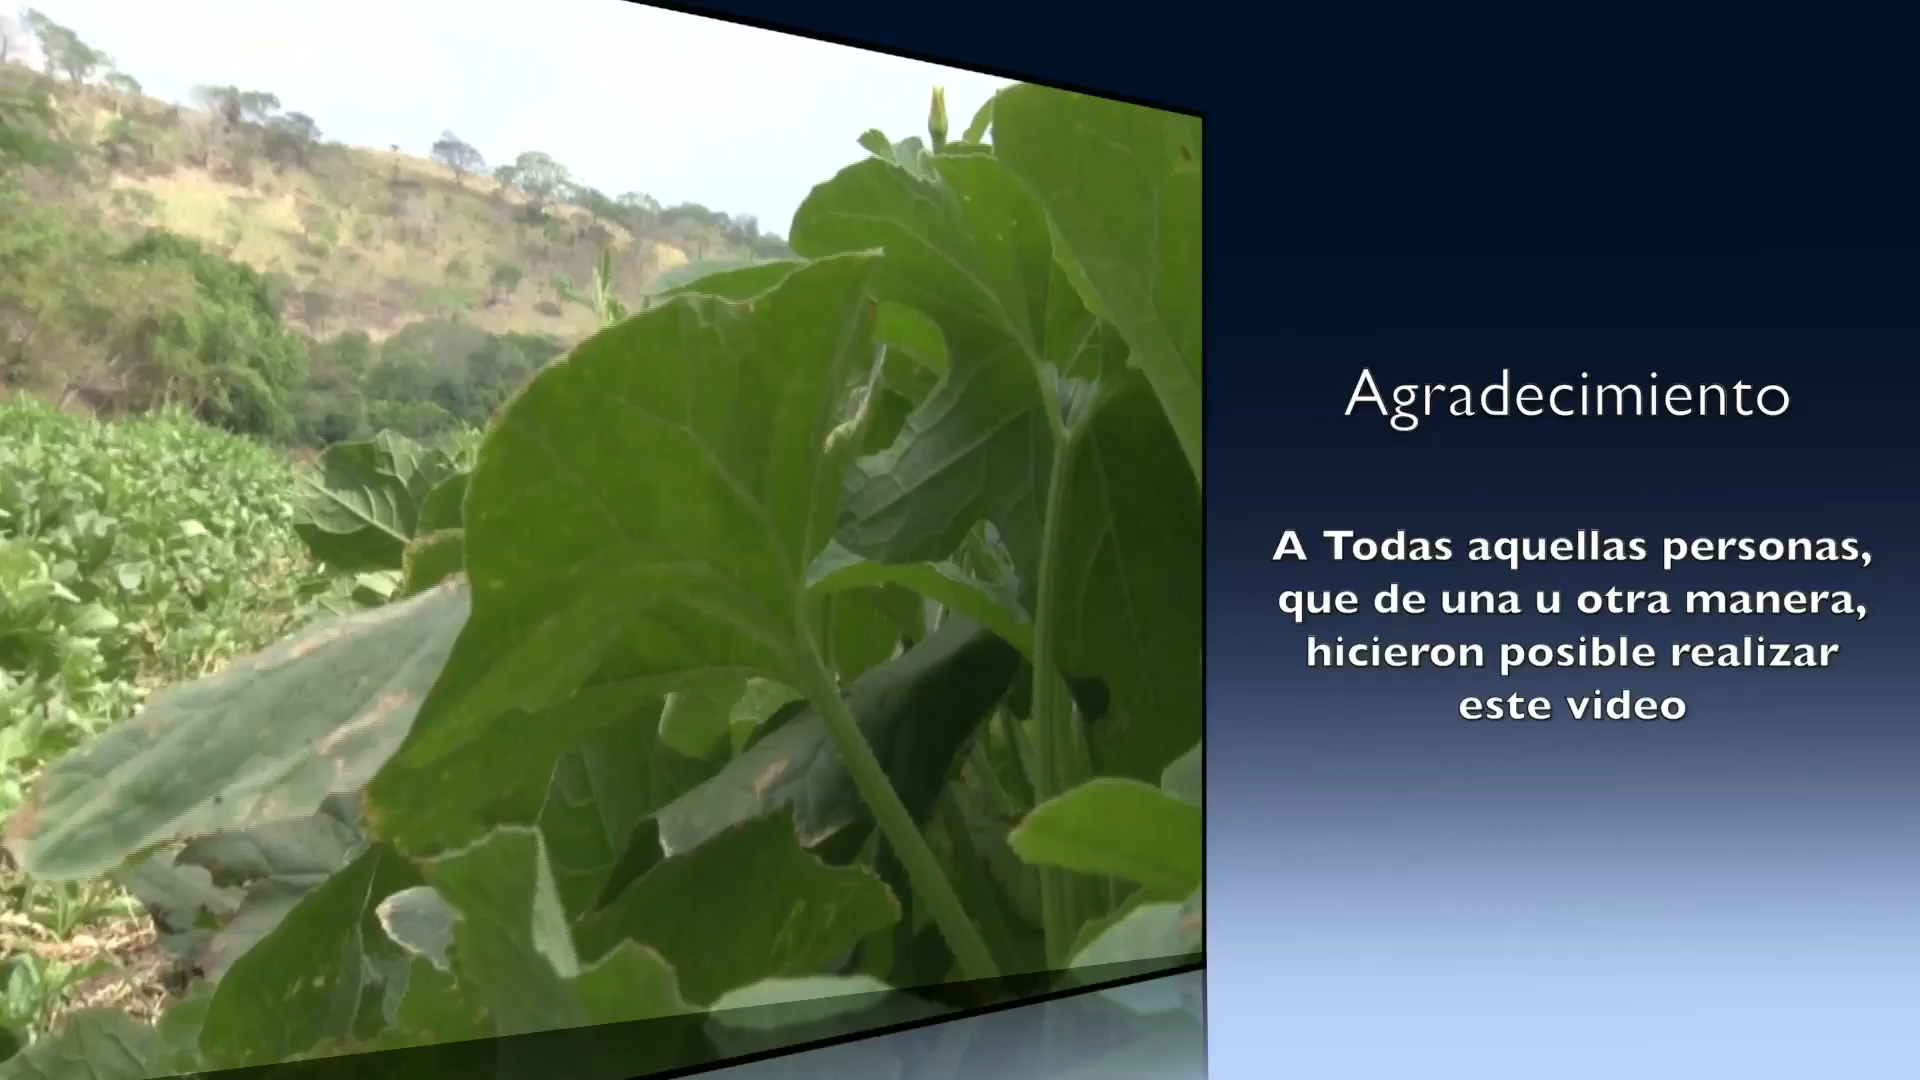 Agradecimiento
A Todas aquellas personas,
que de una u otra manera,
hicieron posible realizar
este video